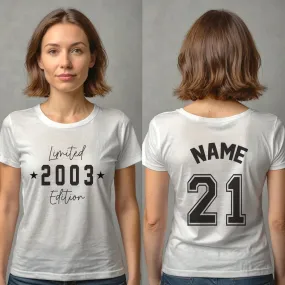 Limited
★ 2003 ★
Edition
NAME
21